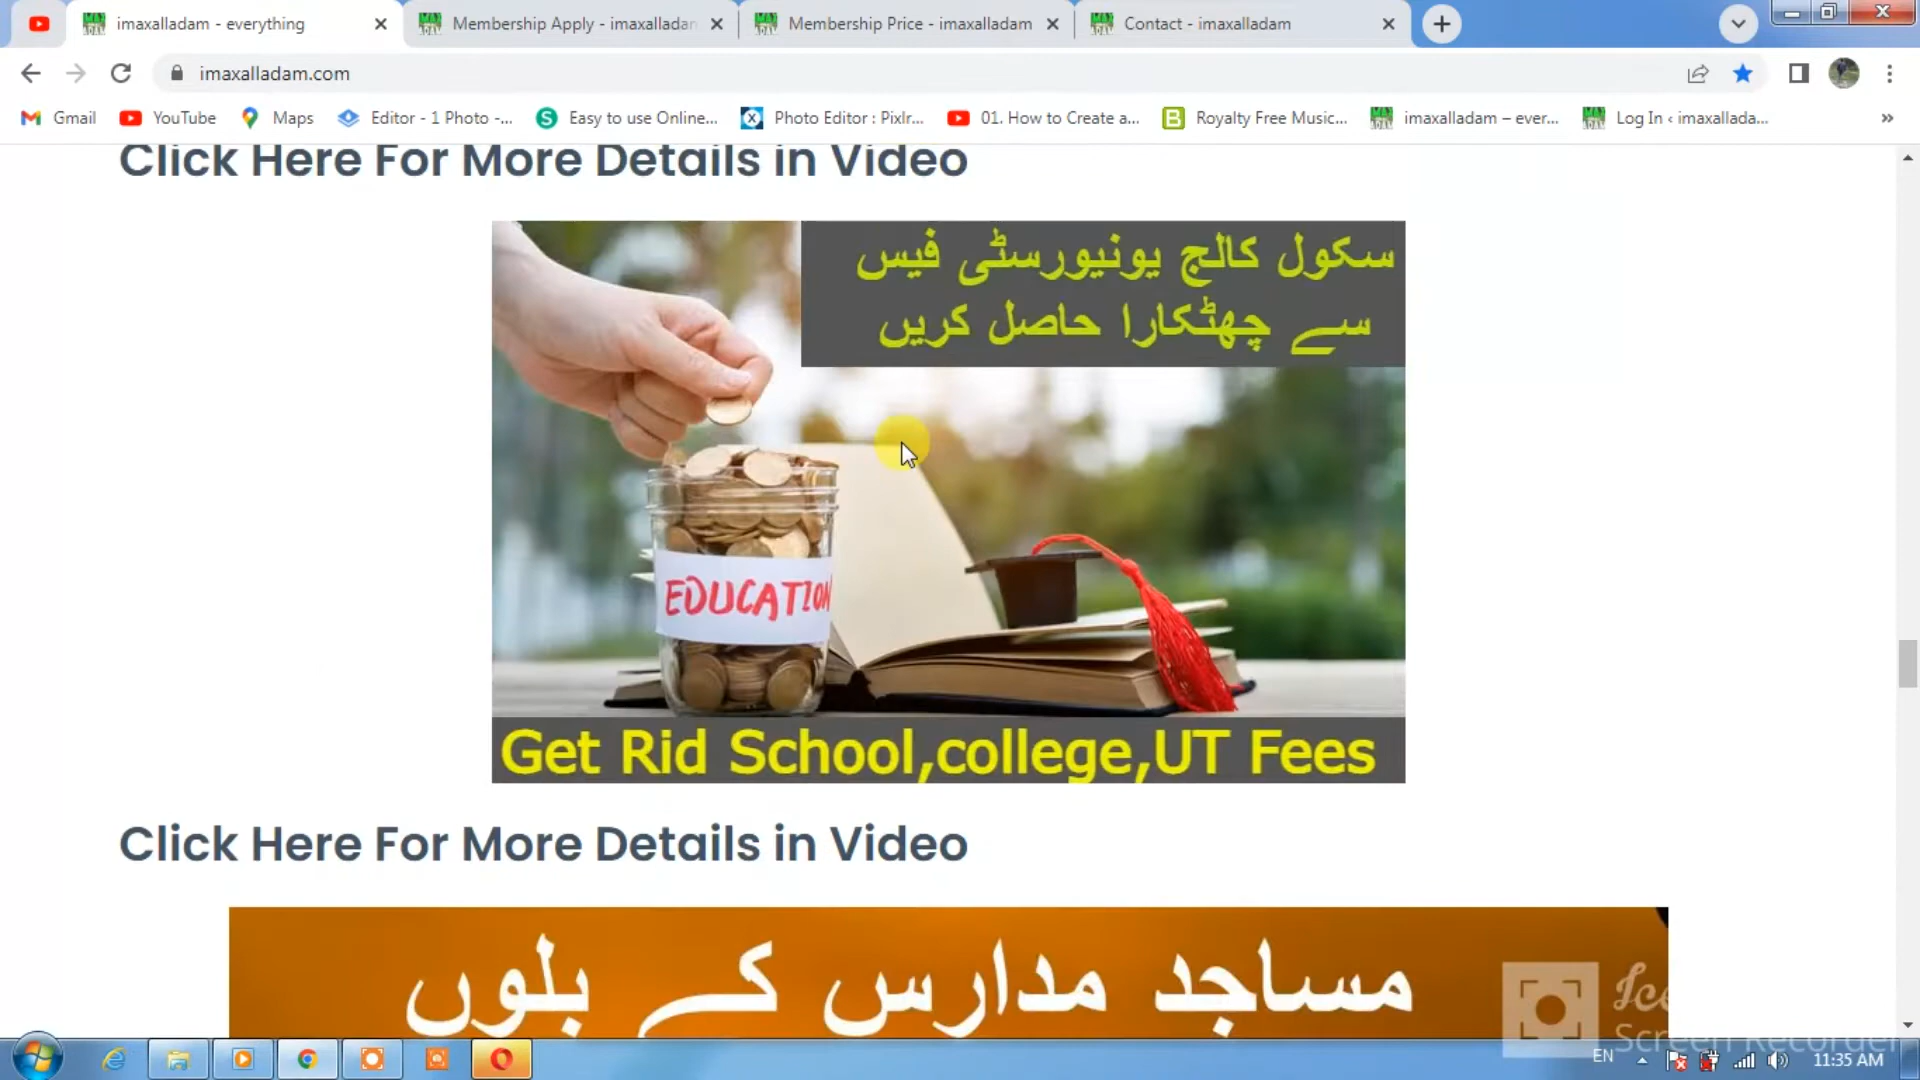 imaxalladam - everything
Membership Apply - imaxalladam
Membership Price - imaxalladam
Contact - imaxalladam
imaxalladam.com
Gmail
YouTube
Maps
Editor - 1 Photo -...
Easy to use Online...
Photo Editor : Pixlr...
01. How to Create a...
Royalty Free Music...
imaxalladam – ever...
Log In ‹ imaxallada...
»
Click Here For More Details in Video
سکول کالج یونیورسٹی فیس
سے چھٹکارا حاصل کریں
EDUCATION
Get Rid School,college,UT Fees
Click Here For More Details in Video
مساجد مدارس کے بلوں
Screen Recorder
EN
11:35 AM